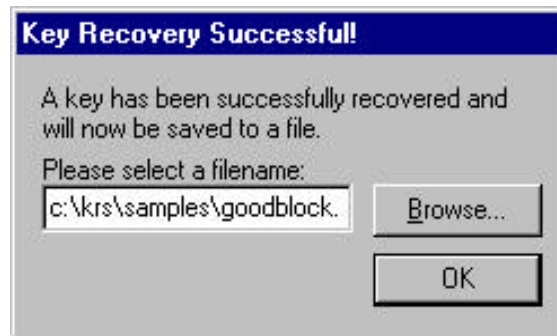 Key Recovery Successful!
A key has been successfully recovered and
will now be saved to a file.
Please select a filename:
c:\krs\samples\goodblock.
Browse...
OK